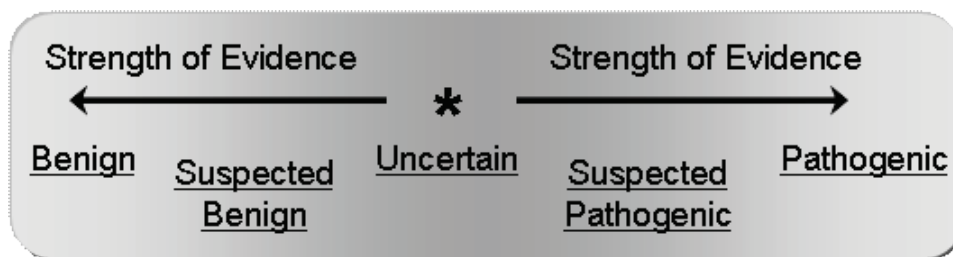 Strength of Evidence Strength of Evidence
*
Benign Suspected Benign Uncertain Suspected Pathogenic Pathogenic